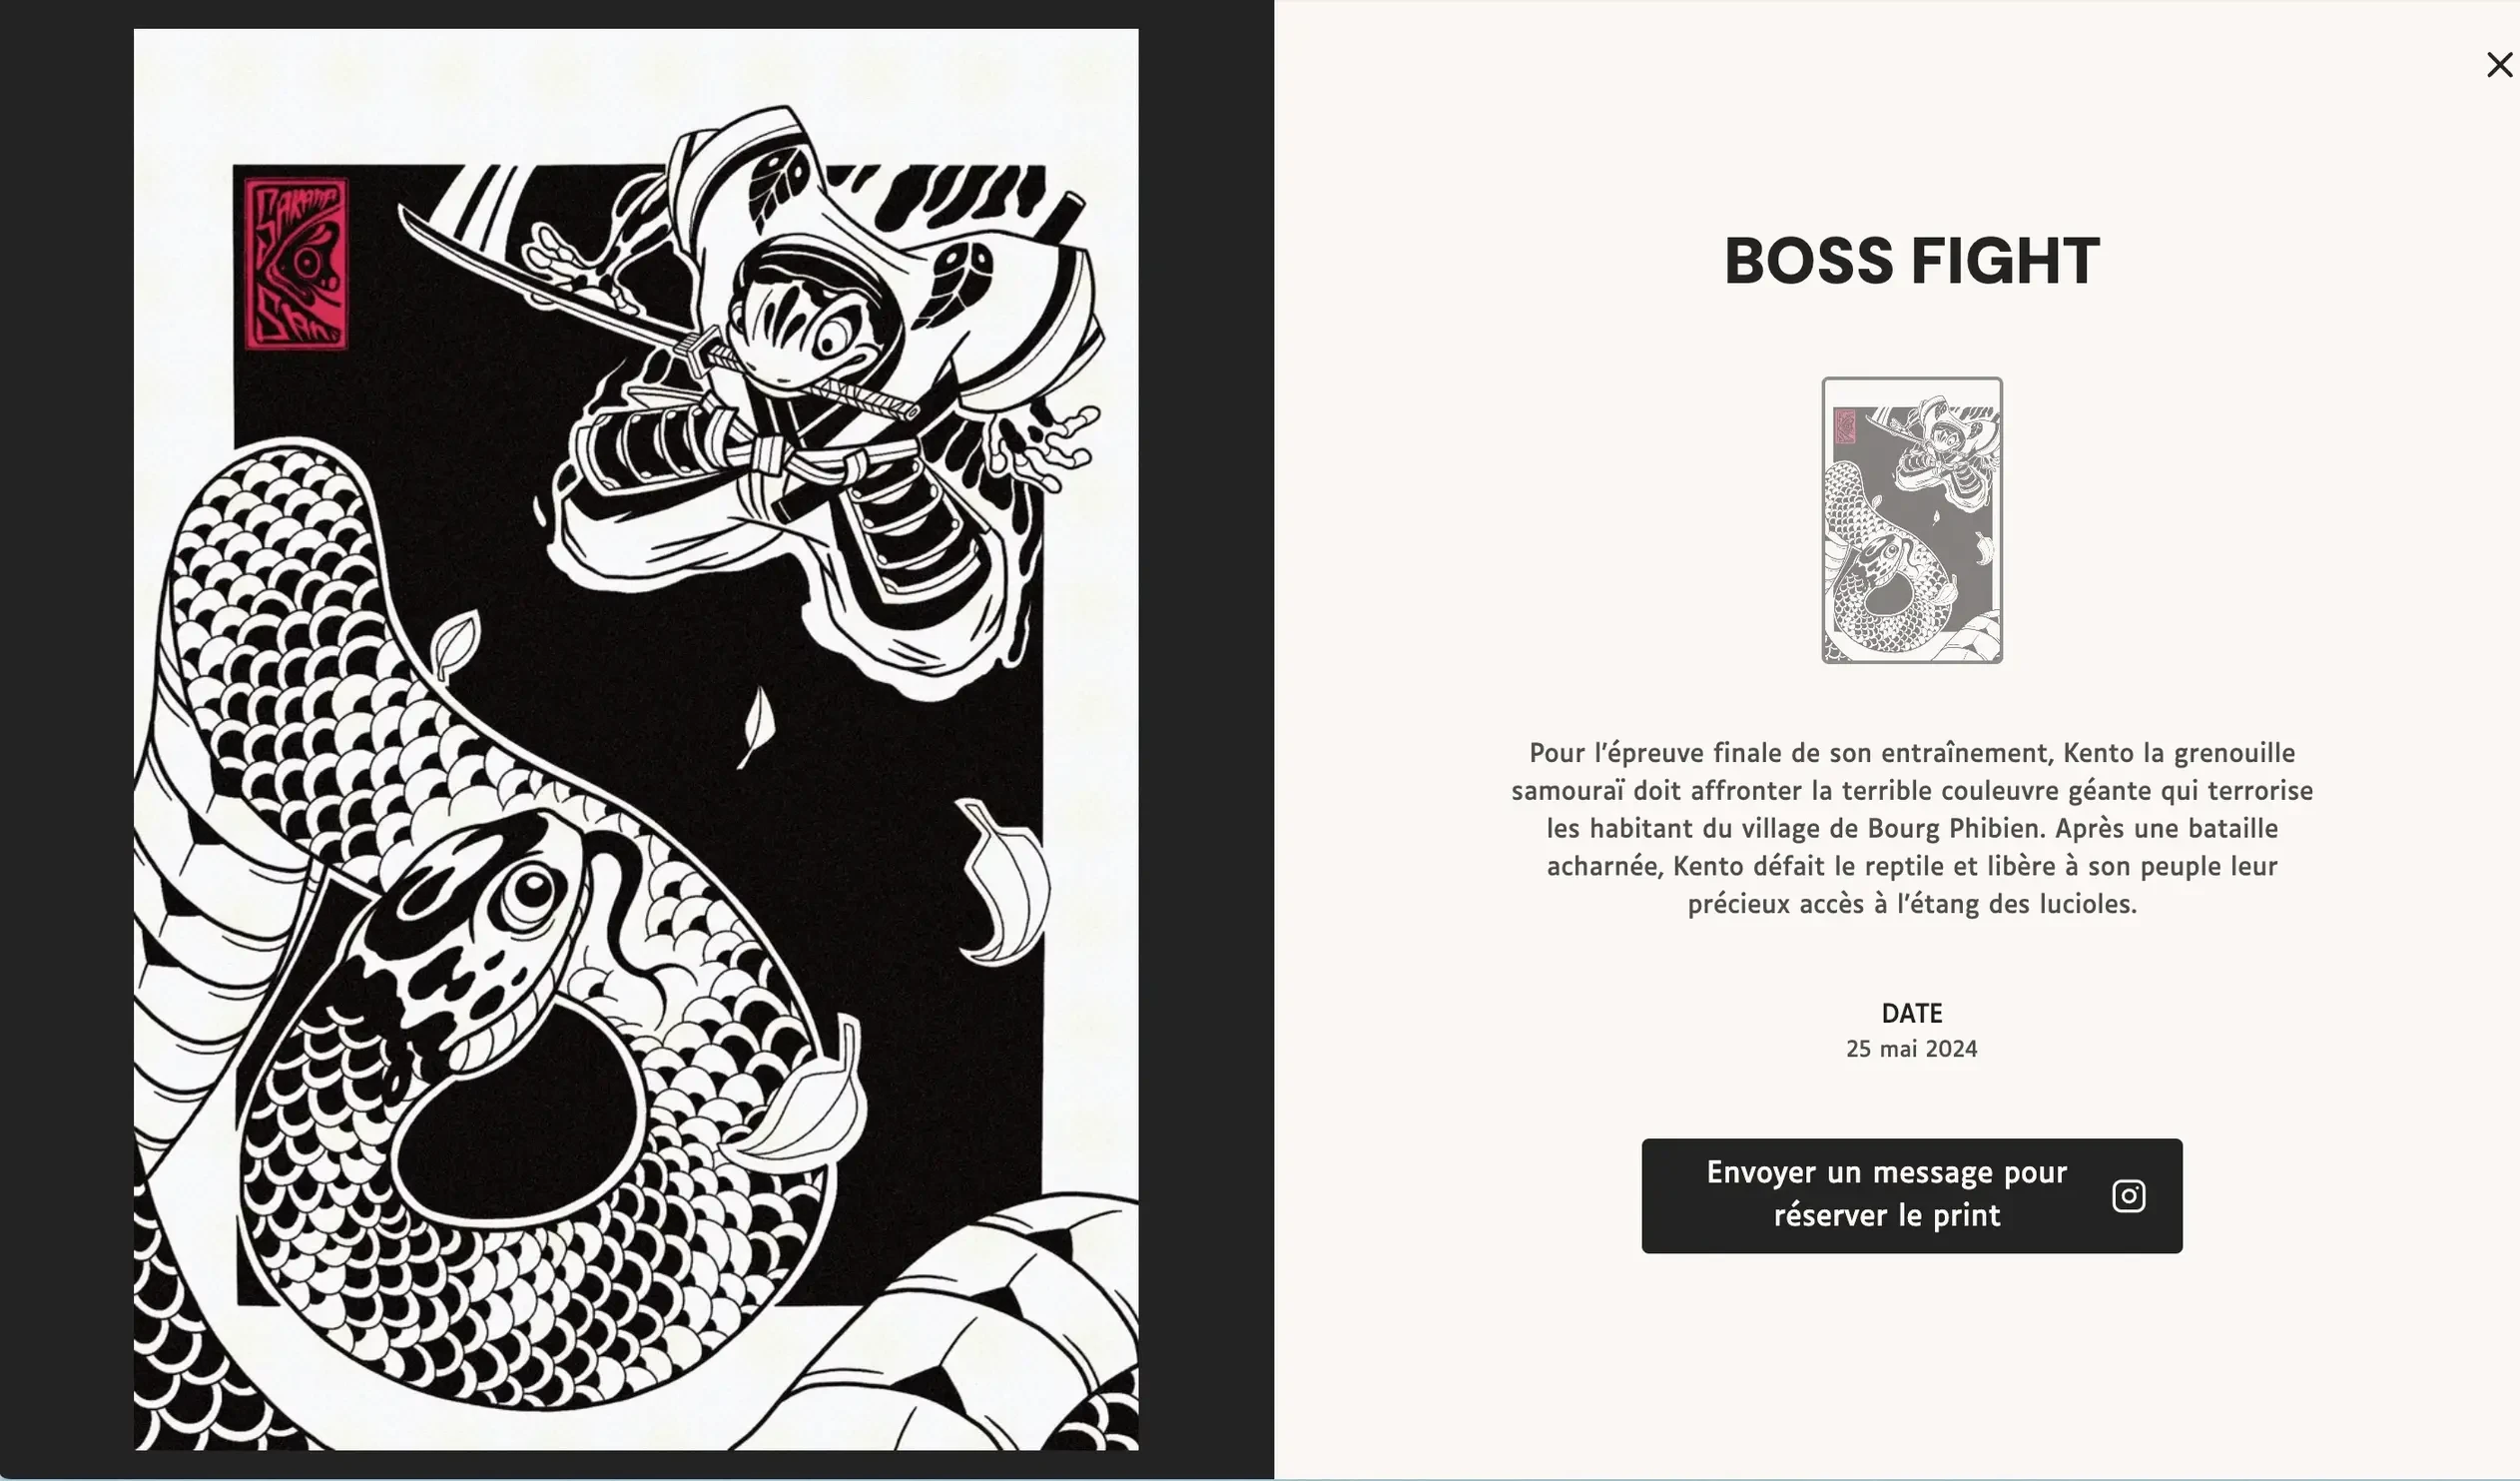 SAKANA
SAN
BOSS FIGHT
Pour l’épreuve finale de son entraînement, Kento la grenouille
samouraï doit affronter la terrible couleuvre géante qui terrorise
les habitant du village de Bourg Phibien. Après une bataille
acharnée, Kento défait le reptile et libère à son peuple leur
précieux accès à l’étang des lucioles.
DATE
25 mai 2024
Envoyer un message pour
réserver le print